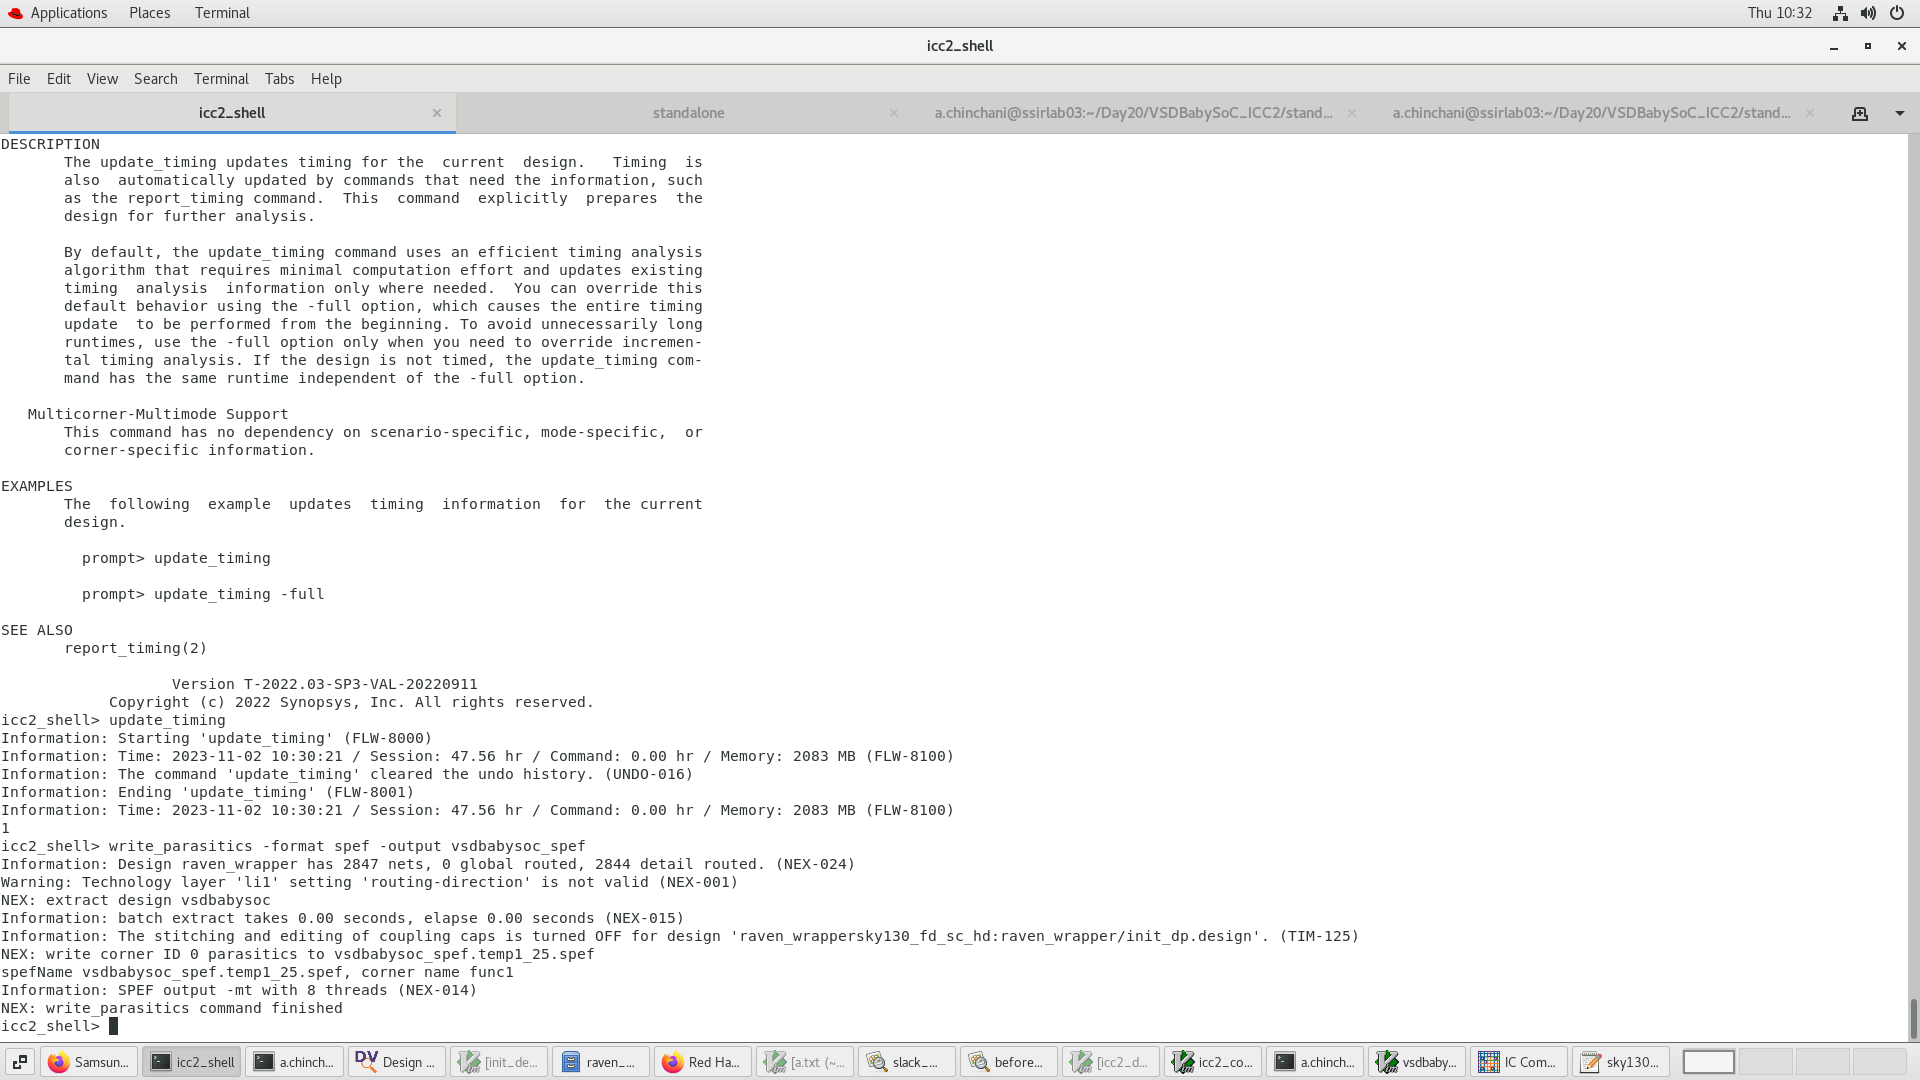 Applications Places Terminal Thu 10:32
icc2_shell
File Edit View Search Terminal Tabs Help
icc2_shell × standalone × a.chinchani@ssirlab03:~/Day20/VSDBabySoC_ICC2/stand... × a.chinchani@ssirlab03:~/Day20/VSDBabySoC_ICC2/stand... ×
DESCRIPTION
The update_timing updates timing for the  current  design.   Timing  is
also  automatically updated by commands that need the information, such
as the report_timing command.  This  command  explicitly  prepares  the
design for further analysis.
By default, the update_timing command uses an efficient timing analysis
algorithm that requires minimal computation effort and updates existing
timing  analysis  information only where needed.  You can override this
default behavior using the -full option, which causes the entire timing
update  to be performed from the beginning. To avoid unnecessarily long
runtimes, use the -full option only when you need to override incremen-
tal timing analysis. If the design is not timed, the update_timing com-
mand has the same runtime independent of the -full option.
Multicorner-Multimode Support
This command has no dependency on scenario-specific, mode-specific,  or
corner-specific information.
EXAMPLES
The  following  example  updates  timing  information  for  the current
design.
prompt> update_timing
prompt> update_timing -full
SEE ALSO
report_timing(2)
Version T-2022.03-SP3-VAL-20220911
Copyright (c) 2022 Synopsys, Inc. All rights reserved.
icc2_shell> update_timing
Information: Starting 'update_timing' (FLW-8000)
Information: Time: 2023-11-02 10:30:21 / Session: 47.56 hr / Command: 0.00 hr / Memory: 2083 MB (FLW-8100)
Information: The command 'update_timing' cleared the undo history. (UNDO-016)
Information: Ending 'update_timing' (FLW-8001)
Information: Time: 2023-11-02 10:30:21 / Session: 47.56 hr / Command: 0.00 hr / Memory: 2083 MB (FLW-8100)
1
icc2_shell> write_parasitics -format spef -output vsdbabysoc_spef
Information: Design raven_wrapper has 2847 nets, 0 global routed, 2844 detail routed. (NEX-024)
Warning: Technology layer 'li1' setting 'routing-direction' is not valid (NEX-001)
NEX: extract design vsdbabysoc
Information: batch extract takes 0.00 seconds, elapse 0.00 seconds (NEX-015)
Information: The stitching and editing of coupling caps is turned OFF for design 'raven_wrappersky130_fd_sc_hd:raven_wrapper/init_dp.design'. (TIM-125)
NEX: write corner ID 0 parasitics to vsdbabysoc_spef.temp1_25.spef
spefName vsdbabysoc_spef.temp1_25.spef, corner name func1
Information: SPEF output -mt with 8 threads (NEX-014)
NEX: write_parasitics command finished
icc2_shell>
Samsun... icc2_shell a.chinch... DV Design ... [init_de... raven_... Red Ha... [a.txt (~... slack_... before... [icc2_d... icc2_co... a.chinch... vsdbaby... IC Com... sky130...